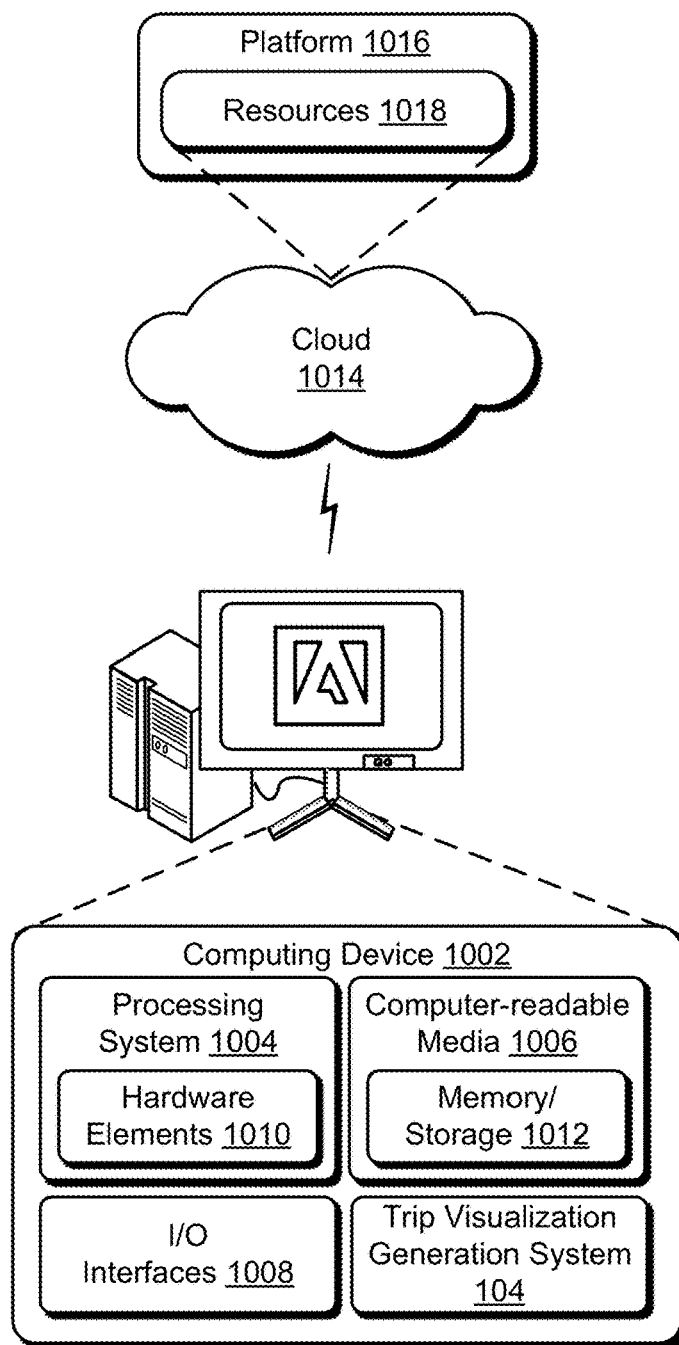 Platform 1016
Resources 1018
Cloud
1014
Computing Device 1002
Processing
System 1004
Hardware
Elements 1010
Computer-readable
Media 1006
Memory/
Storage 1012
I/O
Interfaces 1008
Trip Visualization
Generation System
104